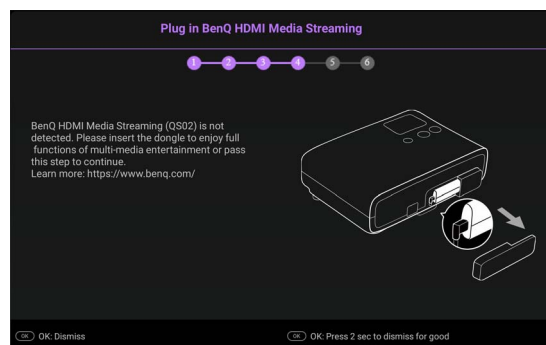 Plug in BenQ HDMI Media Streaming
1 2 3 4 5 6
BenQ HDMI Media Streaming (QS02) is not
detected. Please insert the dongle to enjoy full
functions of multi-media entertainment or pass
this step to continue.
Learn more: https://www.benq.com/
OK OK: Dismiss
OK OK: Press 2 sec to dismiss for good